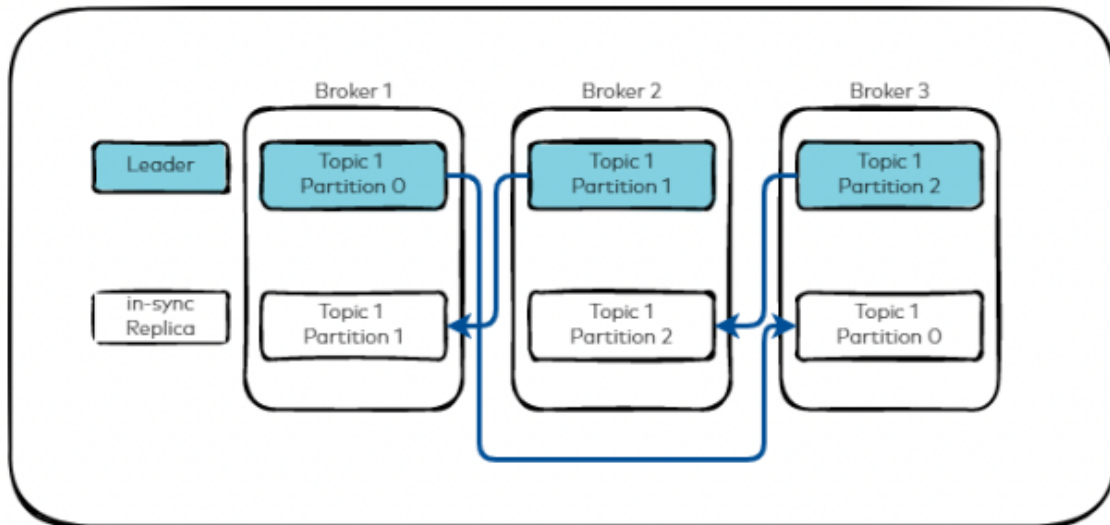 Broker 1
Broker 2
Broker 3
Leader
Topic 1
Partition 0
Topic 1
Partition 1
Topic 1
Partition 2
in-sync
Replica
Topic 1
Partition 1
Topic 1
Partition 2
Topic 1
Partition 0